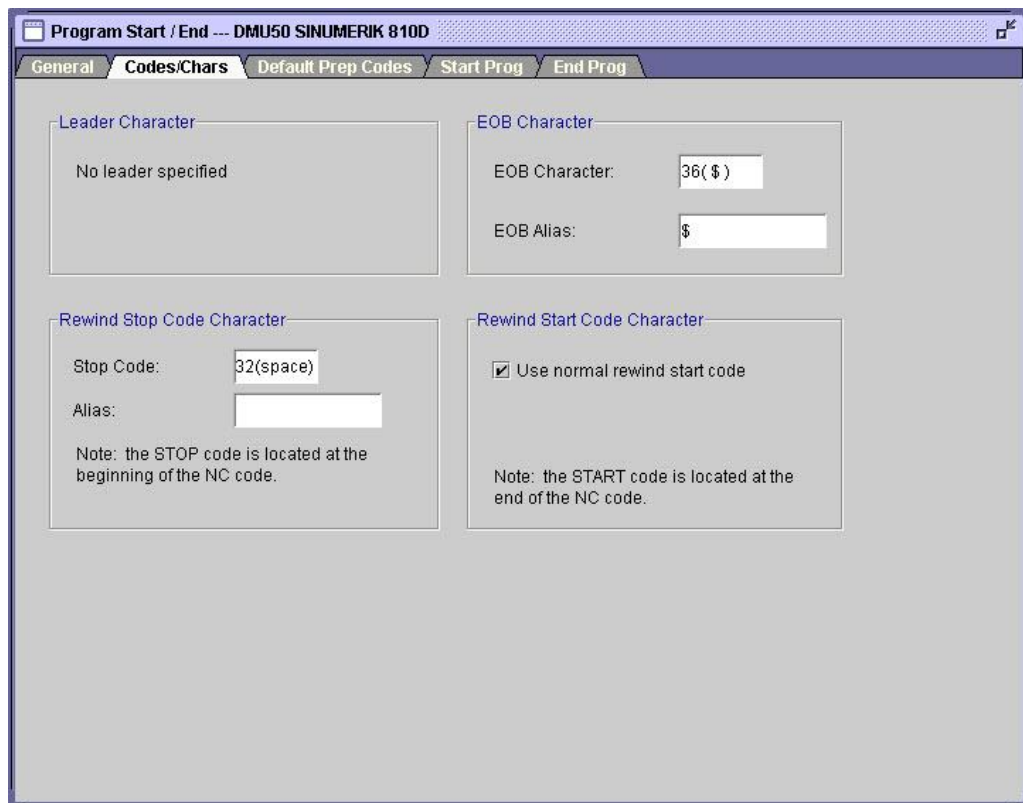 Program Start / End --- DMU50 SINUMERIK 810D
General Codes/Chars Default Prep Codes Start Prog End Prog
Leader Character
No leader specified
EOB Character
EOB Character: 36($)
EOB Alias: $
Rewind Stop Code Character
Stop Code: 32(space)
Alias:
Note: the STOP code is located at the
beginning of the NC code.
Rewind Start Code Character
Use normal rewind start code
Note: the START code is located at the
end of the NC code.